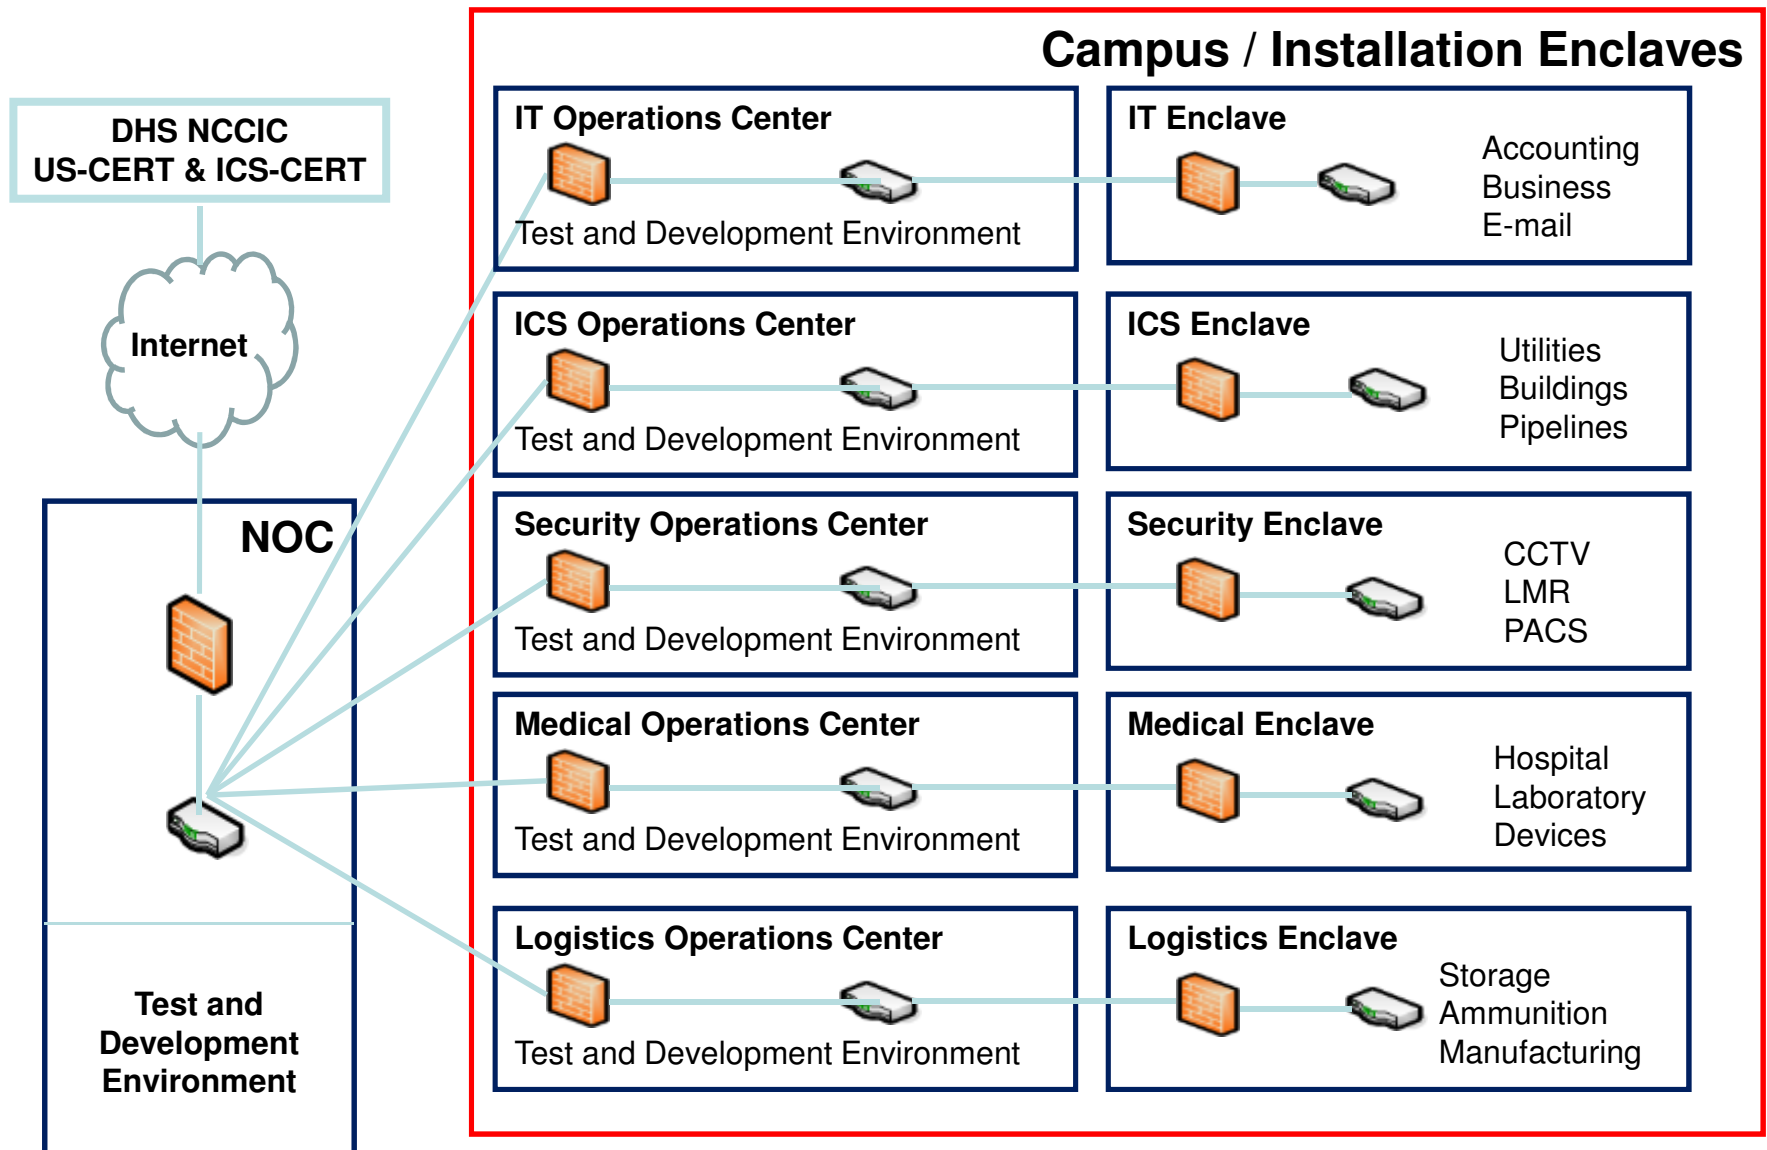 Campus / Installation Enclaves
DHS NCCIC
US-CERT & ICS-CERT
Internet
NOC
Test and
Development
Environment
IT Operations Center
Test and Development Environment
IT Enclave
Accounting
Business
E-mail
ICS Operations Center
Test and Development Environment
ICS Enclave
Utilities
Buildings
Pipelines
Security Operations Center
Test and Development Environment
Security Enclave
CCTV
LMR
PACS
Medical Operations Center
Test and Development Environment
Medical Enclave
Hospital
Laboratory
Devices
Logistics Operations Center
Test and Development Environment
Logistics Enclave
Storage
Ammunition
Manufacturing